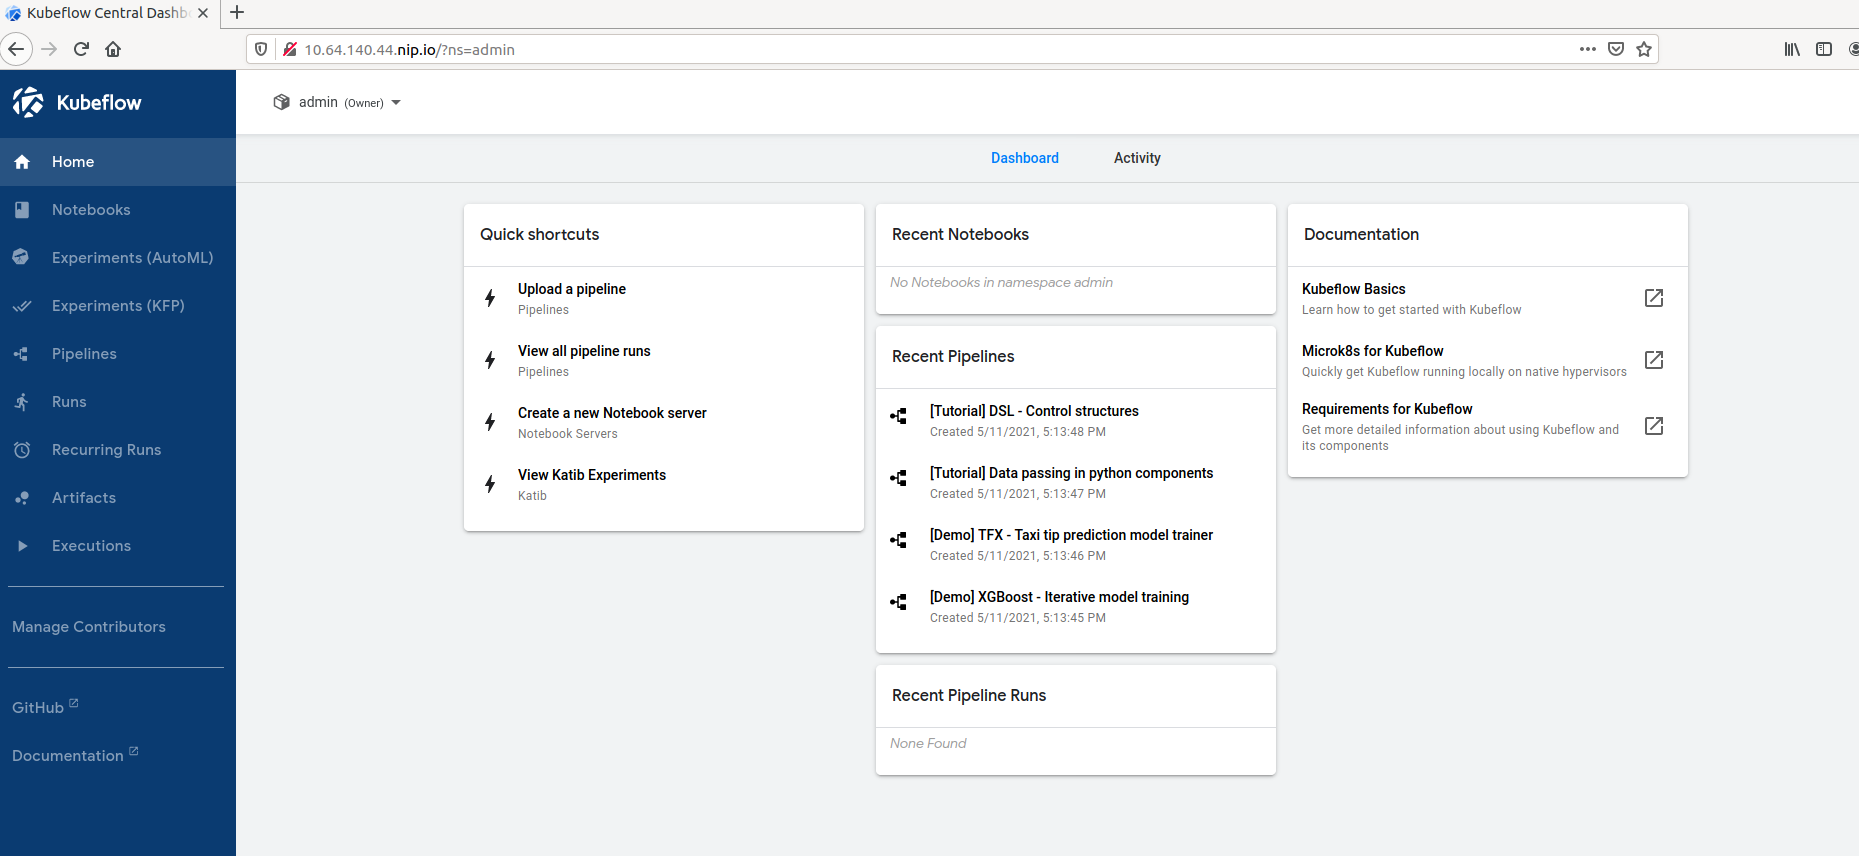 Kubeflow Central Dashb
10.64.140.44.nip.io/?ns=admin
Kubeflow
admin (Owner)
Home
Notebooks
Experiments (AutoML)
Experiments (KFP)
Pipelines
Runs
Recurring Runs
Artifacts
Executions
Manage Contributors
GitHub
Documentation
Dashboard
Activity
Quick shortcuts
Upload a pipeline
Pipelines
View all pipeline runs
Pipelines
Create a new Notebook server
Notebook Servers
View Katib Experiments
Katib
Recent Notebooks
No Notebooks in namespace admin
Recent Pipelines
[Tutorial] DSL - Control structures
Created 5/11/2021, 5:13:48 PM
[Tutorial] Data passing in python components
Created 5/11/2021, 5:13:47 PM
[Demo] TFX - Taxi tip prediction model trainer
Created 5/11/2021, 5:13:46 PM
[Demo] XGBoost - Iterative model training
Created 5/11/2021, 5:13:45 PM
Recent Pipeline Runs
None Found
Documentation
Kubeflow Basics
Learn how to get started with Kubeflow
Microk8s for Kubeflow
Quickly get Kubeflow running locally on native hypervisors
Requirements for Kubeflow
Get more detailed information about using Kubeflow and
its components